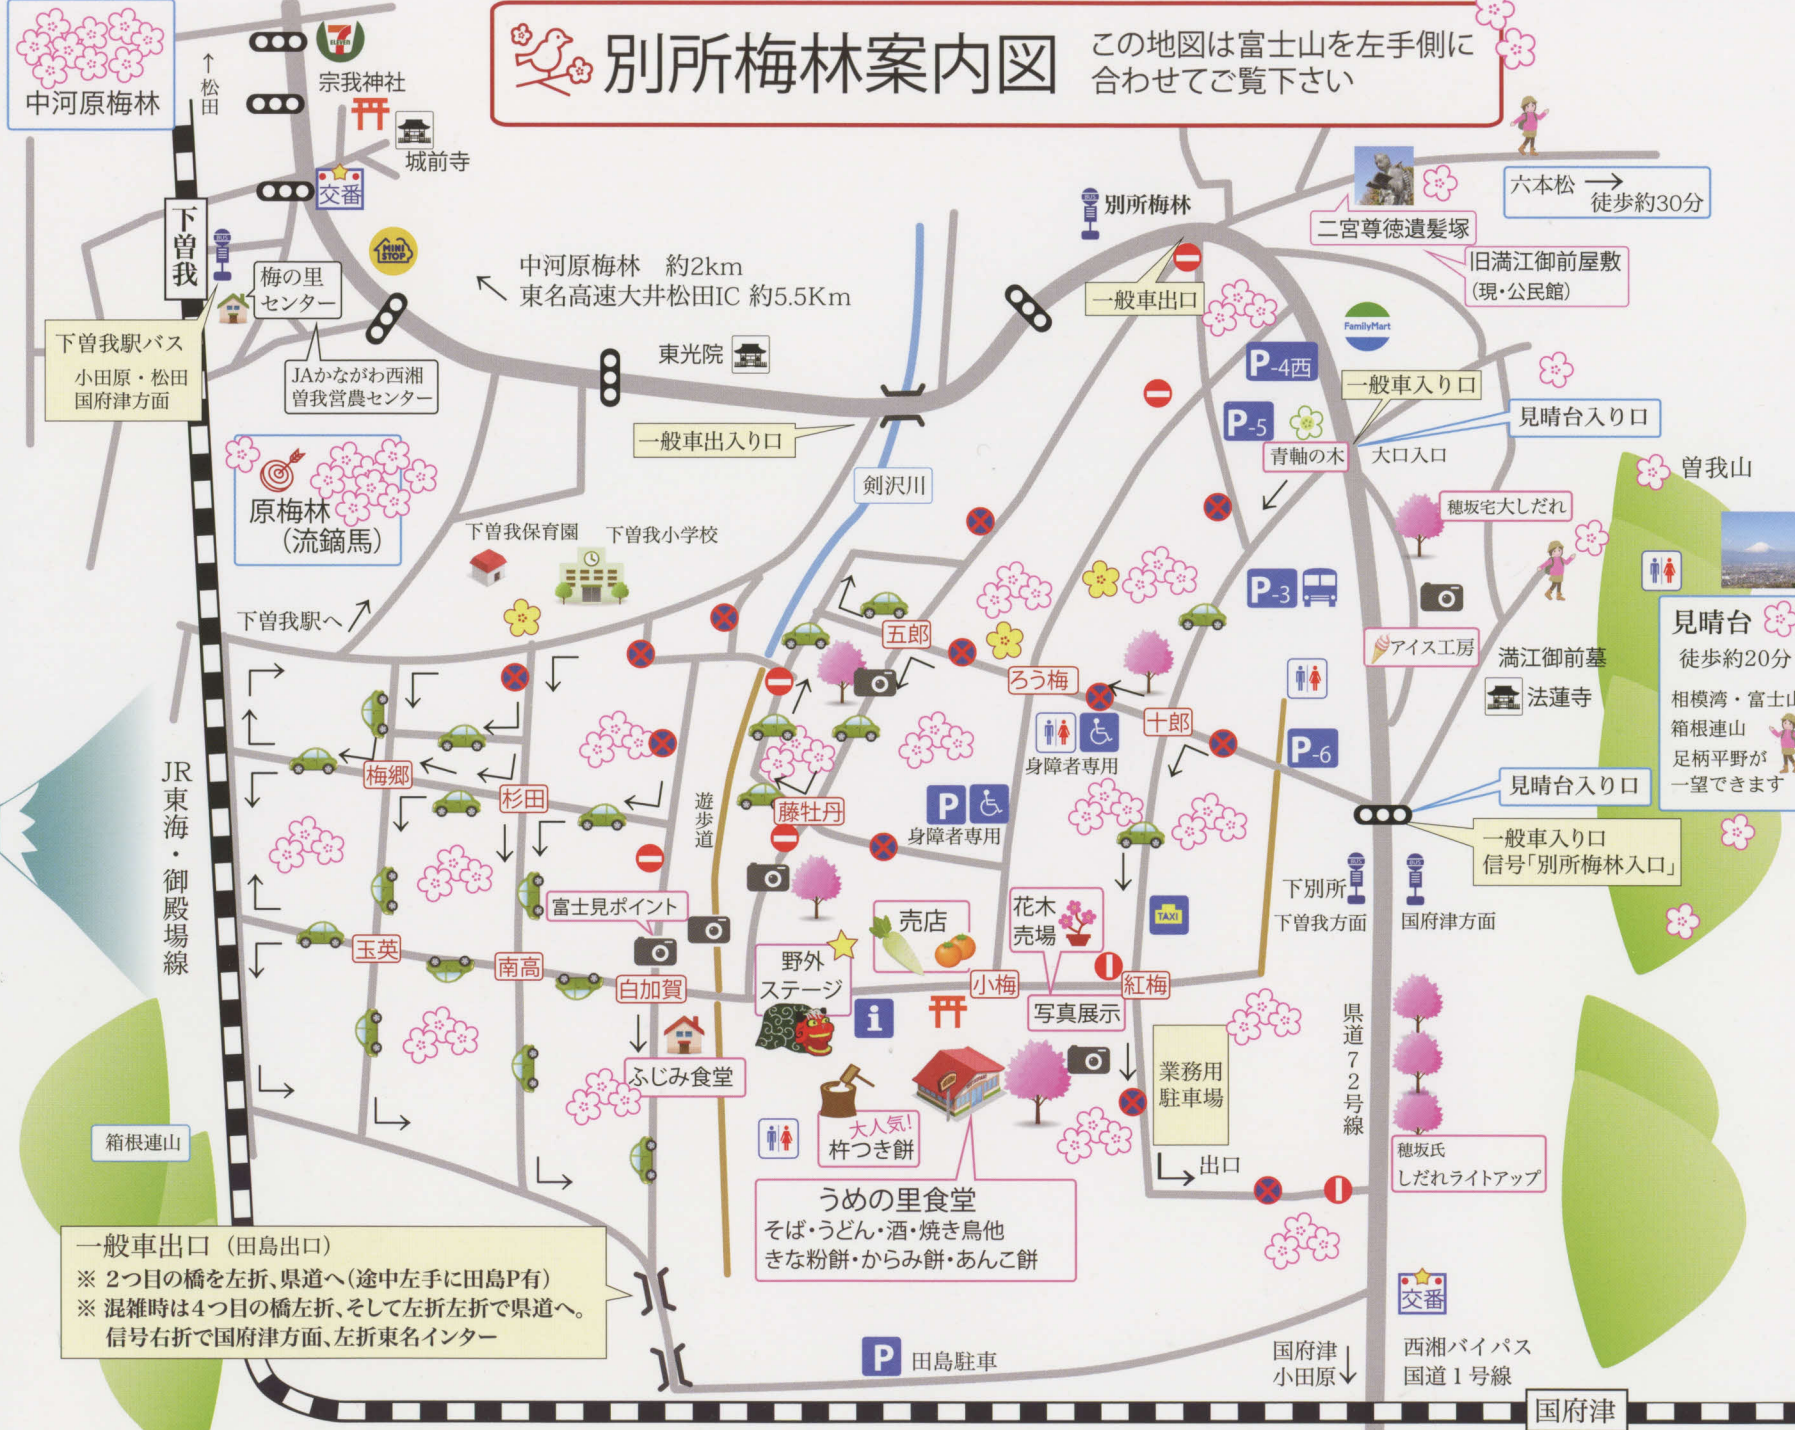 別所梅林案内図
この地図は富士山を左手側に
合わせてご覧下さい
中河原梅林
↑松田
7
ELEVEN
宗我神社
城前寺
交番
下曽我
MINI
STOP
梅の里
センター
下曽我駅バス
小田原・松田
国府津方面
JAかながわ西湘
曽我営農センター
中河原梅林 約2km
東名高速大井松田IC 約5.5Km
東光院
一般車出入り口
剣沢川
BUS
別所梅林
一般車出口
二宮尊徳遺髪塚
旧満江御前屋敷
(現・公民館)
六本松 →
徒歩約30分
FamilyMart
P-4西
一般車入り口
P-5
青軸の木
大口入口
見晴台入り口
曽我山
穂坂宅大しだれ
原梅林
(流鏑馬)
下曽我保育園
下曽我小学校
下曽我駅へ
P-3
アイス工房
満江御前墓
法蓮寺
見晴台
徒歩約20分
相模湾・富士山
箱根連山
足柄平野が
一望できます
五郎
ろう梅
十郎
身障者専用
P-6
見晴台入り口
一般車入り口
信号「別所梅林入口」
梅郷
杉田
遊歩道
藤牡丹
P
身障者専用
JR東海・御殿場線
富士見ポイント
売店
花木
売場
TAXI
BUS
下別所
下曽我方面
BUS
国府津方面
玉英
南高
白加賀
野外
ステージ
i
小梅
紅梅
写真展示
県道72号線
ふじみ食堂
業務用
駐車場
箱根連山
大人気!
杵つき餅
出口
穂坂氏
しだれライトアップ
うめの里食堂
そば・うどん・酒・焼き鳥他
きな粉餅・からみ餅・あんこ餅
一般車出口(田島出口)
※ 2つ目の橋を左折、県道へ(途中左手に田島P有)
※ 混雑時は4つ目の橋左折、そして左折左折で県道へ。
信号右折で国府津方面、左折東名インター
P
田島駐車
交番
国府津
小田原↓
西湘バイパス
国道1号線
国府津